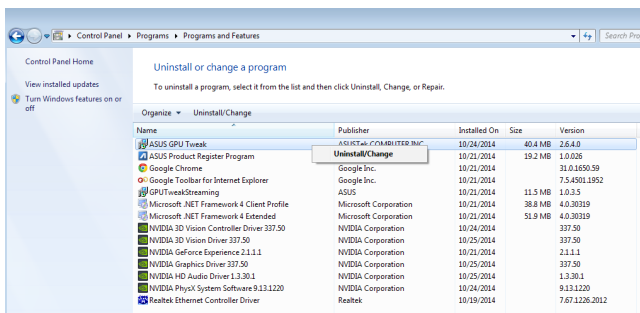 Control Panel ▸ Programs ▸ Programs and Features
Search Pro
Control Panel Home
View installed updates
Turn Windows features on or
off
Uninstall or change a program
To uninstall a program, select it from the list and then click Uninstall, Change, or Repair.
Organize Uninstall/Change
Name Publisher Installed On Size Version
ASUS GPU Tweak ASUSTek COMPUTER INC. 10/24/2014 40.4 MB 2.6.4.0
Uninstall/Change
ASUS Product Register Program 10/21/2014 19.2 MB 1.0.026
Google Chrome Google Inc. 10/21/2014 31.0.1650.59
Google Toolbar for Internet Explorer Google Inc. 10/21/2014 7.5.4501.1952
GPUTweakStreaming ASUS 10/21/2014 11.5 MB 1.0.3.5
Microsoft .NET Framework 4 Client Profile Microsoft Corporation 10/21/2014 38.8 MB 4.0.30319
Microsoft .NET Framework 4 Extended Microsoft Corporation 10/21/2014 51.9 MB 4.0.30319
NVIDIA 3D Vision Controller Driver 337.50 NVIDIA Corporation 10/24/2014 337.50
NVIDIA 3D Vision Driver 337.50 NVIDIA Corporation 10/25/2014 337.50
NVIDIA GeForce Experience 2.1.1.1 NVIDIA Corporation 10/21/2014 2.1.1.1
NVIDIA Graphics Driver 337.50 NVIDIA Corporation 10/25/2014 337.50
NVIDIA HD Audio Driver 1.3.30.1 NVIDIA Corporation 10/25/2014 1.3.30.1
NVIDIA PhysX System Software 9.13.1220 NVIDIA Corporation 10/24/2014 9.13.1220
Realtek Ethernet Controller Driver Realtek 10/19/2014 7.67.1226.2012